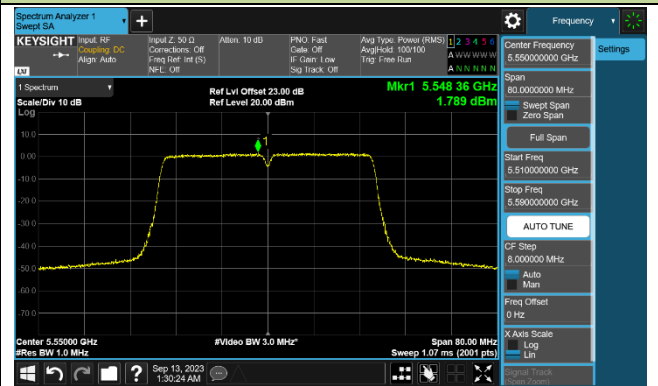 Spectrum Analyzer 1
Swept SA
Frequency
KEYSIGHT
Input: RF
Coupling: DC
Align: Auto
Input Z: 50 Ω
Corrections: Off
Freq Ref: Int (S)
NFE: Off
Atten: 10 dB
PNO: Fast
Gate: Off
IF Gain: Low
Sig Track: Off
Avg Type: Power (RMS)
Avg|Hold: 100/100
Trig: Free Run
1 2 3 4 5 6
A W W W W W
A N N N N N
LXI
1 Spectrum
Scale/Div 10 dB
Log
Ref Lvl Offset 23.00 dB
Ref Level 20.00 dBm
Mkr1 5.548 36 GHz
1.789 dBm
10.0
0.00
-10.0
-20.0
-30.0
-40.0
-50.0
-60.0
-70.0
1
Center 5.55000 GHz
#Res BW 1.0 MHz
#Video BW 3.0 MHz*
Span 80.00 MHz
Sweep 1.07 ms (2001 pts)
Center Frequency
5.550000000 GHz
Settings
Span
80.0000000 MHz
Swept Span
Zero Span
Full Span
Start Freq
5.510000000 GHz
Stop Freq
5.590000000 GHz
AUTO TUNE
CF Step
8.000000 MHz
Auto
Man
Freq Offset
0 Hz
X Axis Scale
Log
Lin
Signal Track
(Span Zoom)
Sep 13, 2023
1:30:24 AM